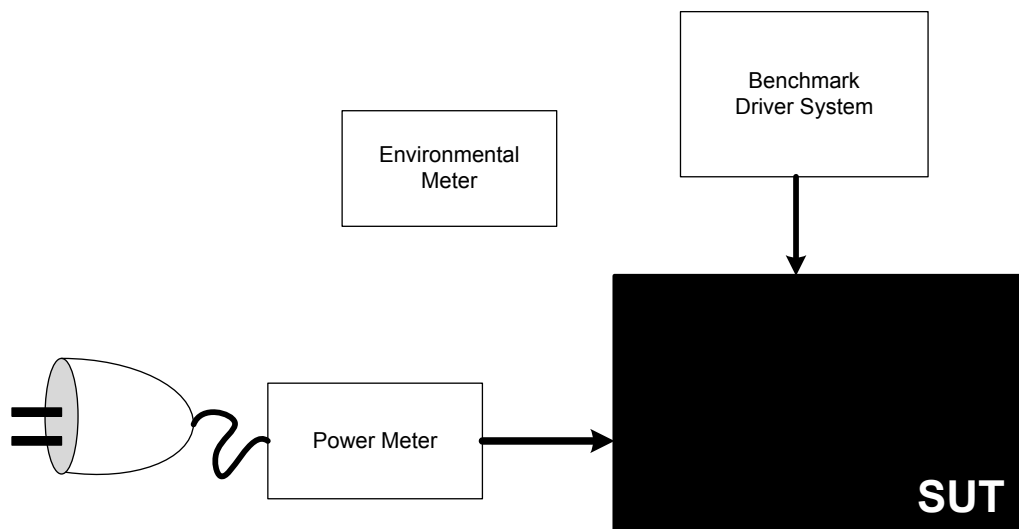 Benchmark
Driver System
Environmental
Meter
Power Meter
SUT